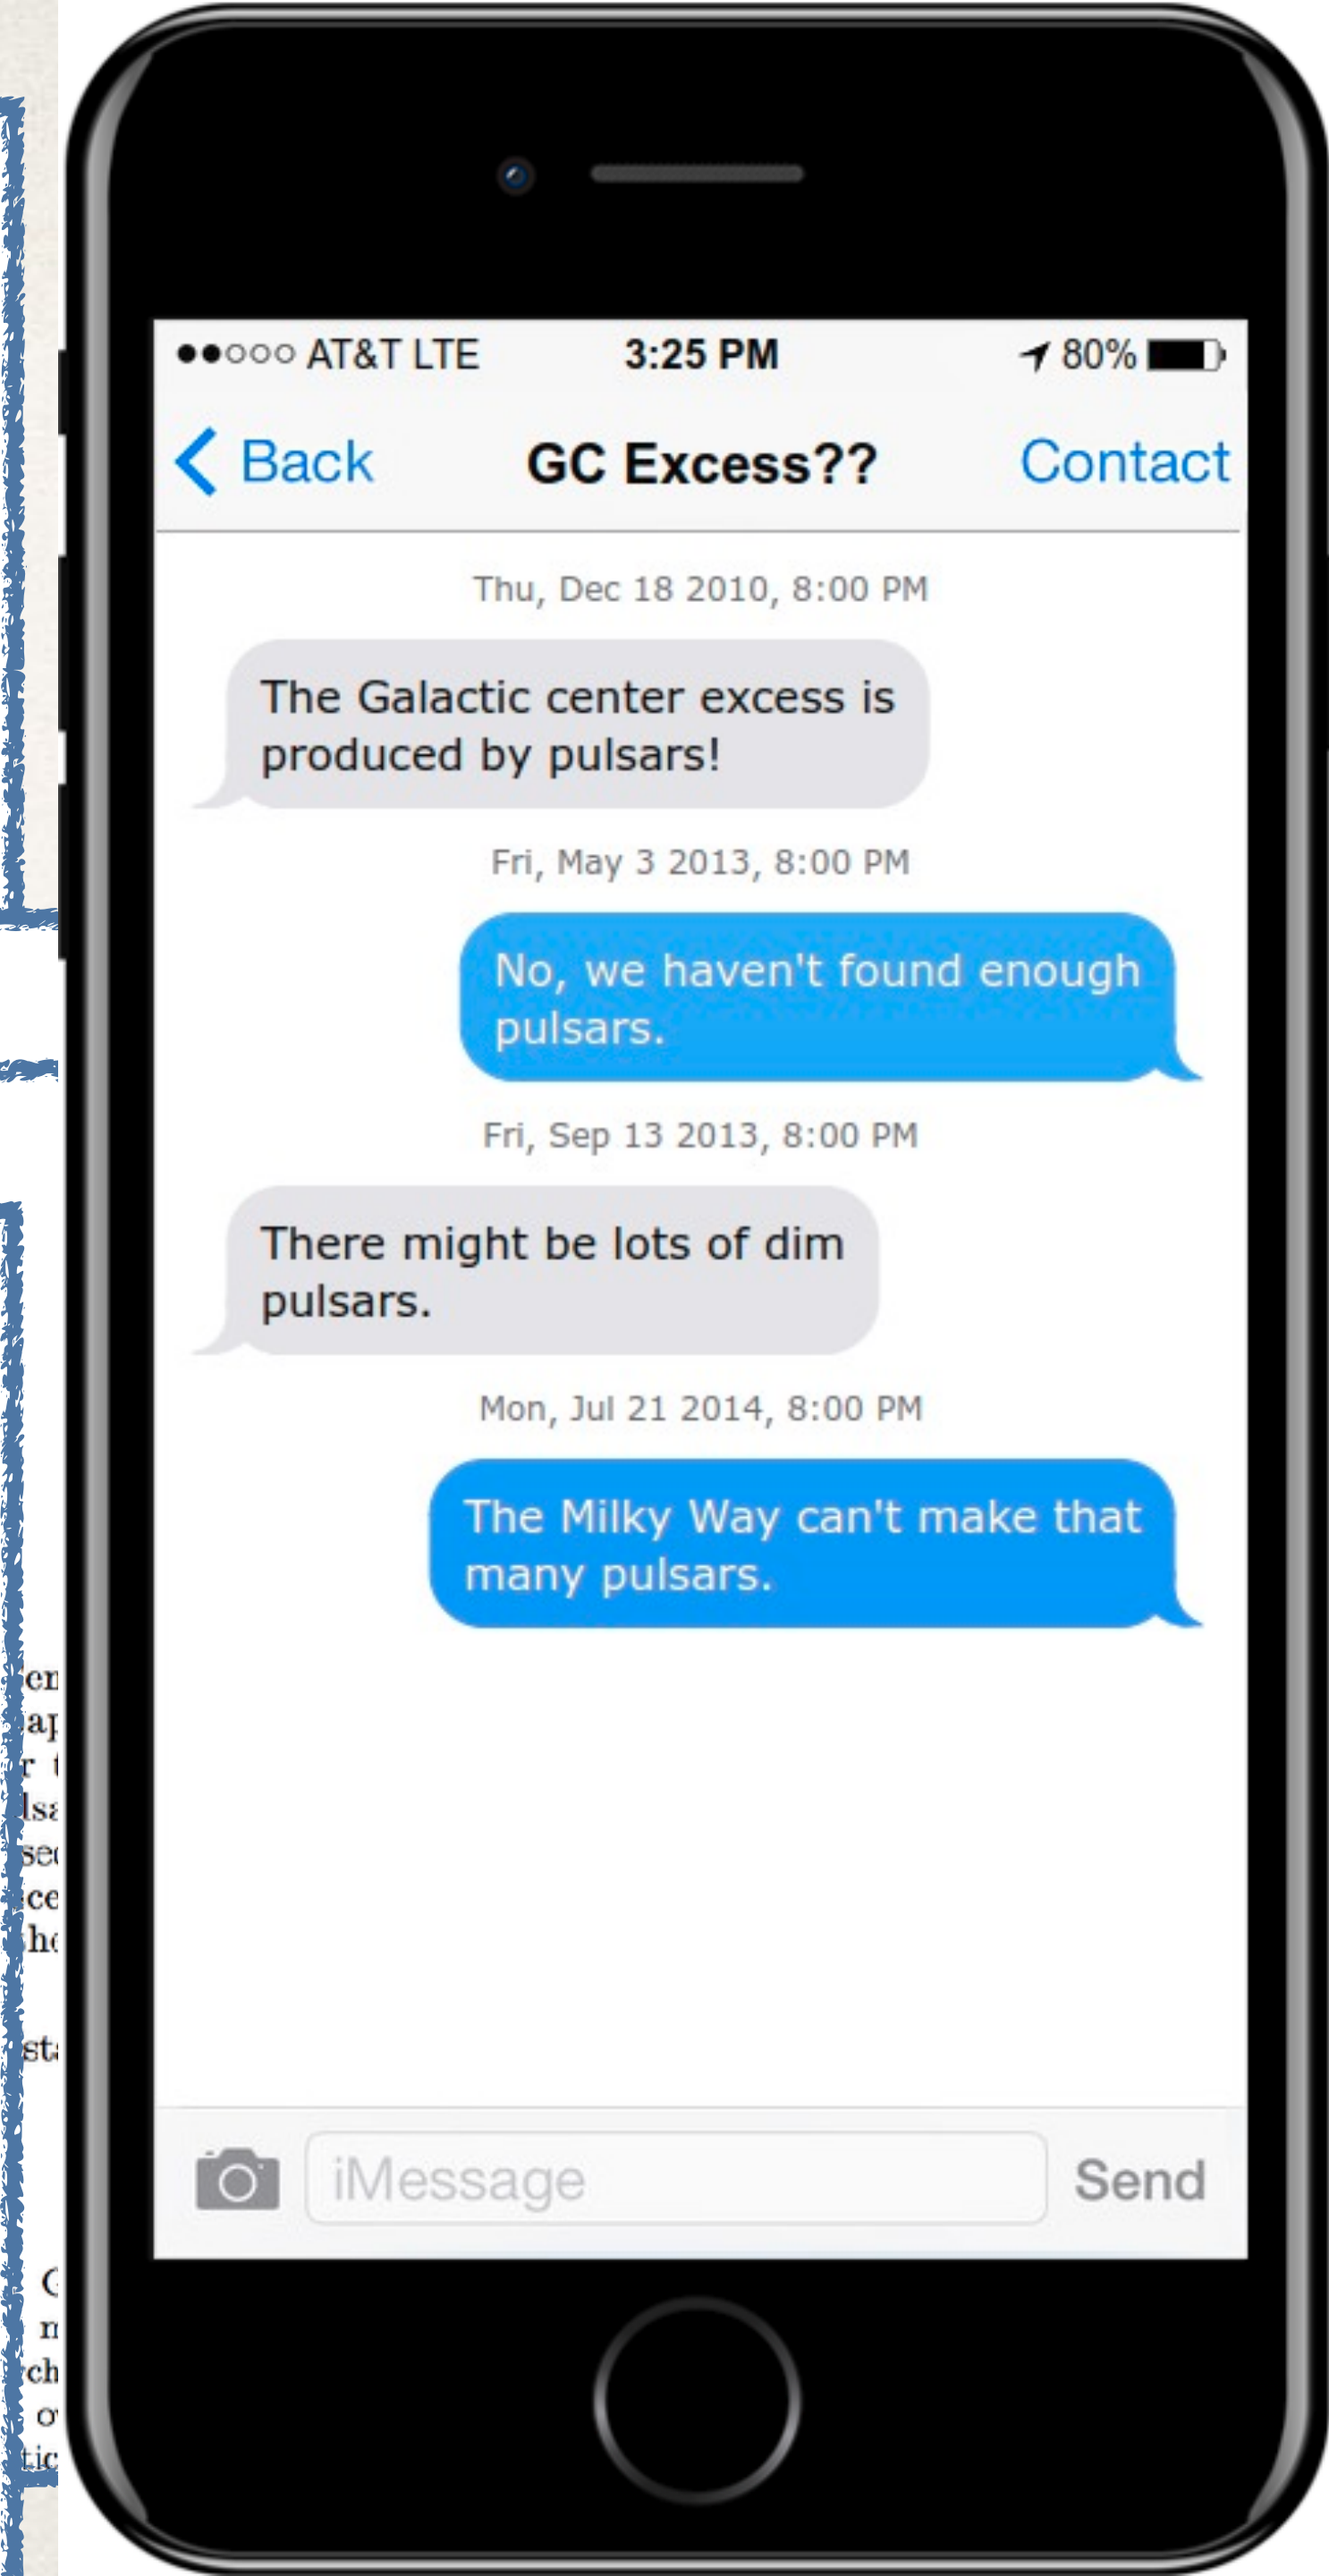 AT&T LTE 3:25 PM 80%
Back GC Excess?? Contact
Thu, Dec 18 2010, 8:00 PM
The Galactic center excess is
produced by pulsars!
Fri, May 3 2013, 8:00 PM
No, we haven't found enough
pulsars.
Fri, Sep 13 2013, 8:00 PM
There might be lots of dim
pulsars.
Mon, Jul 21 2014, 8:00 PM
The Milky Way can't make that
many pulsars.
iMessage Send